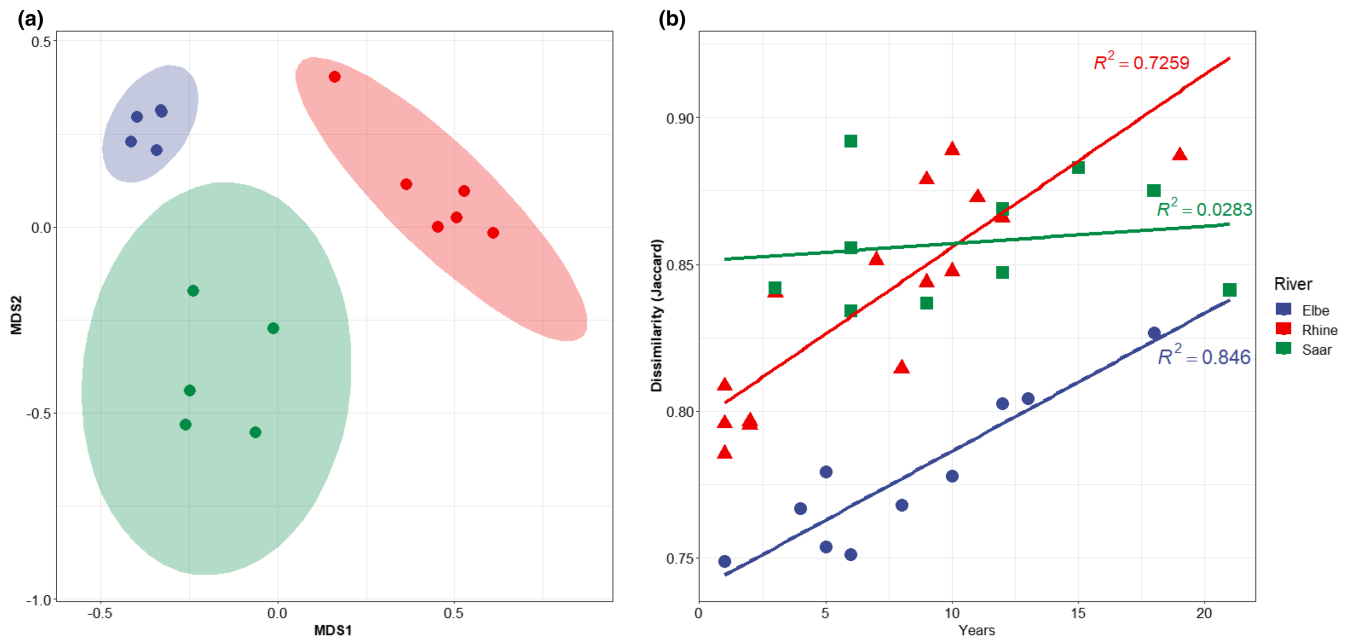 (a)
0.5
0.0
-0.5
-1.0
MDS2
-0.5
0.0
0.5
MDS1
(b)
0.90
0.85
0.80
0.75
Dissimilarity (Jaccard)
0
5
10
15
20
Years
R² = 0.7259
R² = 0.0283
R² = 0.846
River
Elbe
Rhine
Saar